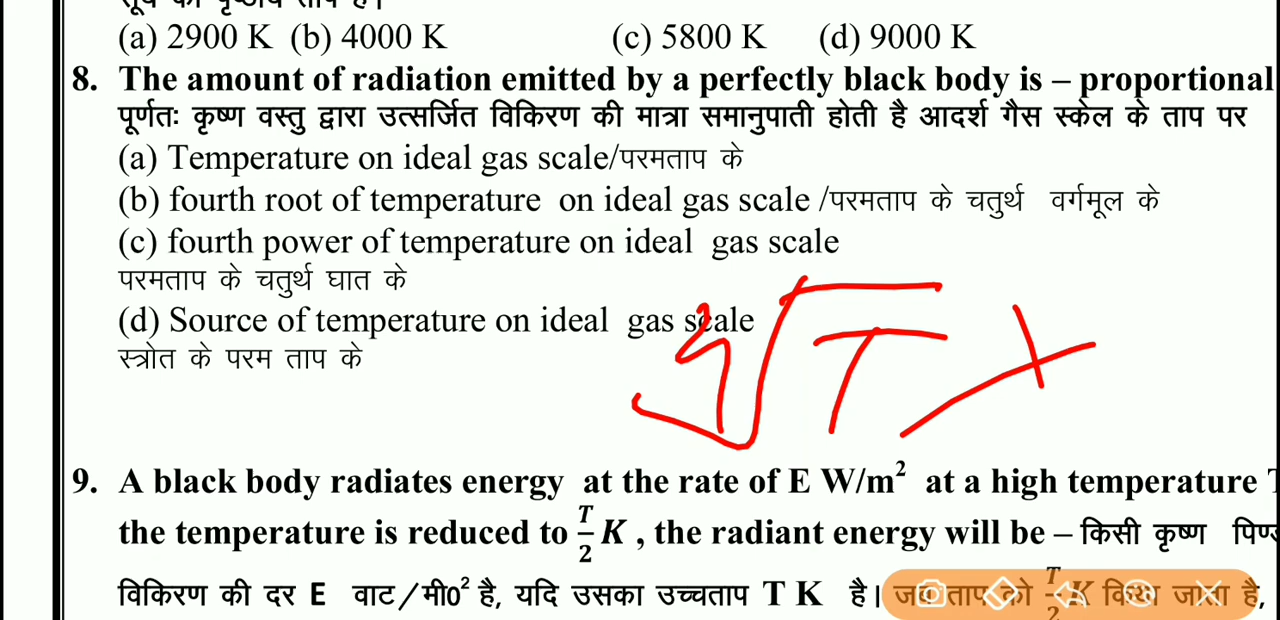 (a) 2900 K (b) 4000 K (c) 5800 K (d) 9000 K
8. The amount of radiation emitted by a perfectly black body is – proportional
पूर्णतः कृष्ण वस्तु द्वारा उत्सर्जित विकिरण की मात्रा समानुपाती होती है आदर्श गैस स्केल के ताप पर
(a) Temperature on ideal gas scale/परमताप के
(b) fourth root of temperature on ideal gas scale /परमताप के चतुर्थ वर्गमूल के
(c) fourth power of temperature on ideal gas scale
परमताप के चतुर्थ घात के
(d) Source of temperature on ideal gas scale
स्त्रोत के परम ताप के
4√T
9. A black body radiates energy at the rate of E W/m² at a high temperature T
the temperature is reduced to T/2 K , the radiant energy will be – किसी कृष्ण
विकिरण की दर E वाट/मी0² है, यदि उसका उच्चताप T K है। जब ताप को T/2 K किया जाता है,